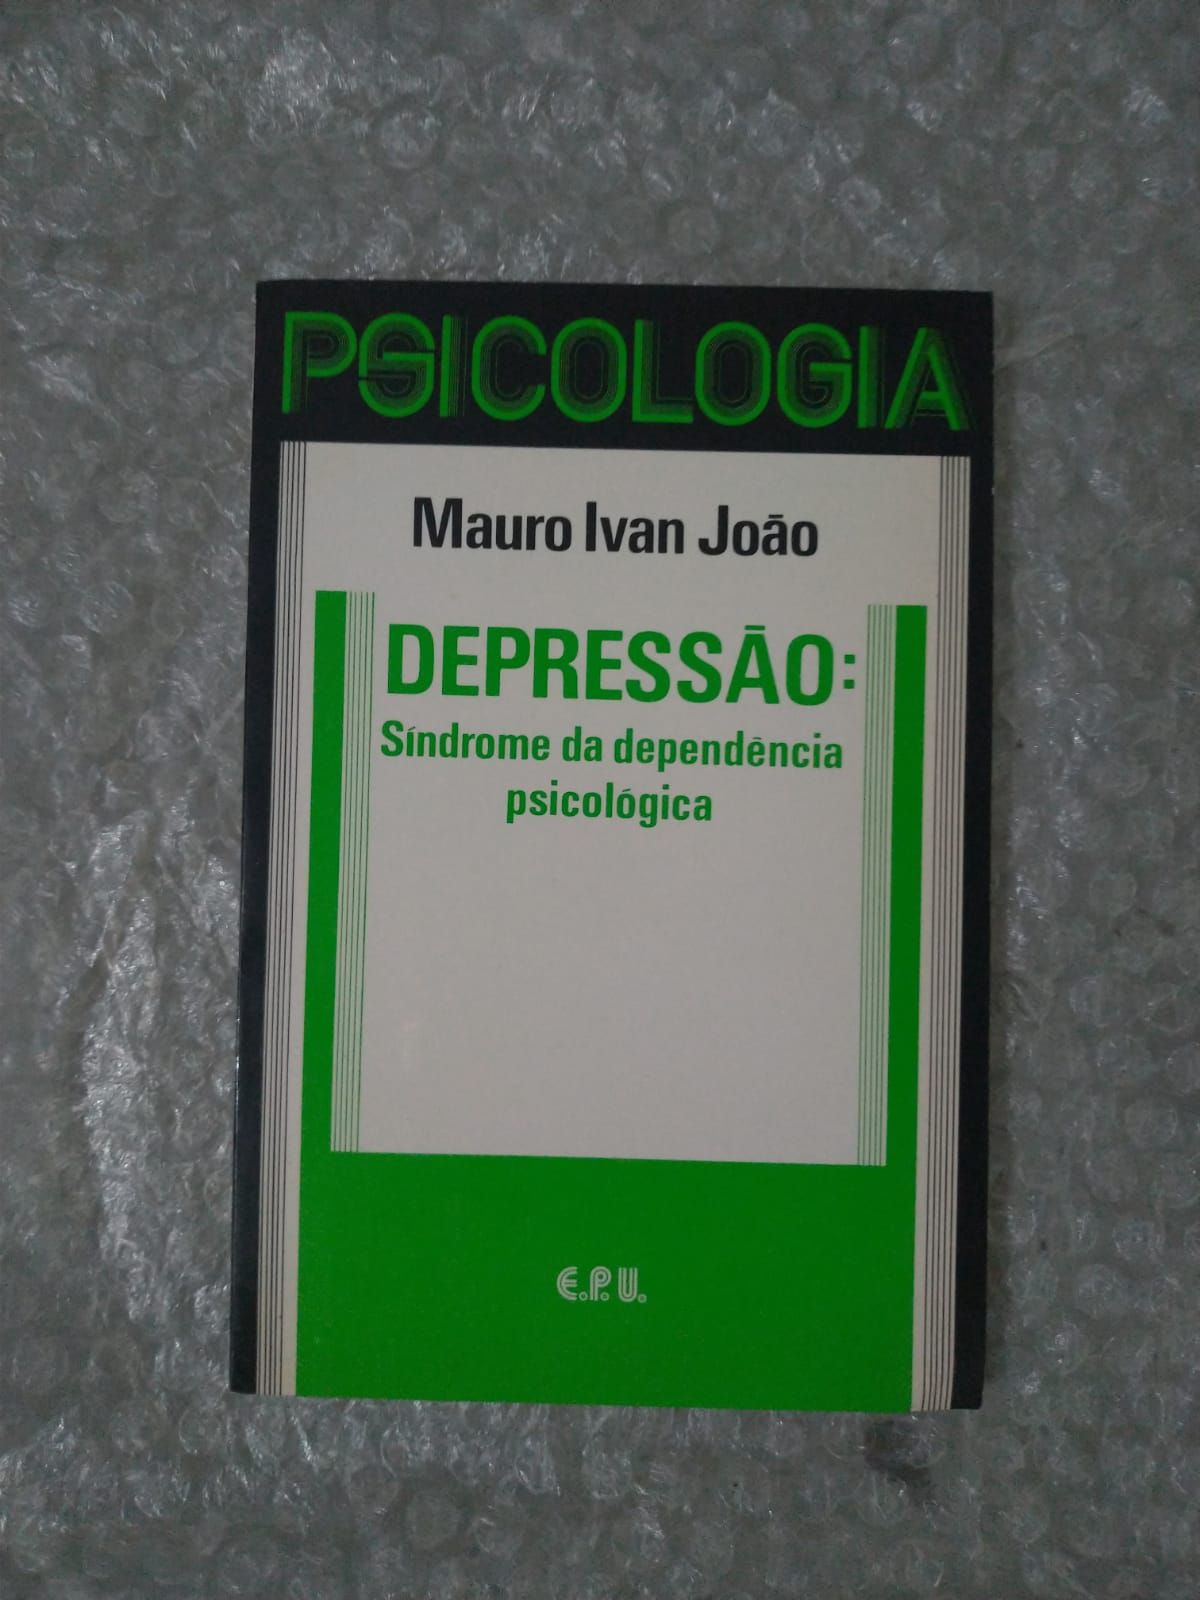 PSICOLOGIA
Mauro Ivan João
DEPRESSÃO:
Síndrome da dependência
psicológica
E.P.U.